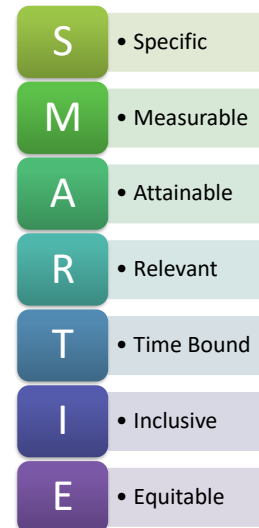 S
• Specific
M
• Measurable
A
• Attainable
R
• Relevant
T
• Time Bound
I
• Inclusive
E
• Equitable